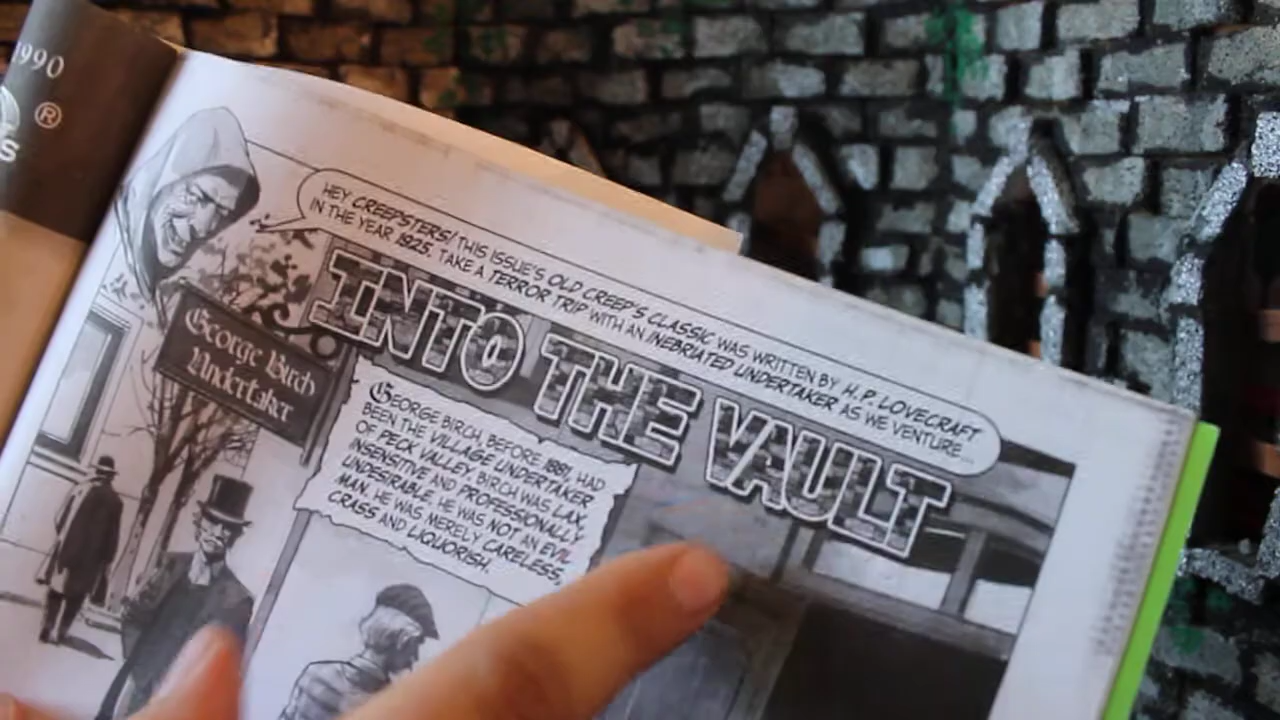 1990
®
S
HEY CREEPSTERS! THIS ISSUE'S OLD CREEP'S CLASSIC WAS WRITTEN BY H. P. LOVECRAFT
IN THE YEAR 1925. TAKE A TERROR TRIP WITH AN INEBRIATED UNDERTAKER AS WE VENTURE...
INTO THE VAULT
George Birch
Undertaker
GEORGE BIRCH, BEFORE 1881, HAD
BEEN THE VILLAGE UNDERTAKER
OF PECK VALLEY. BIRCH WAS LAX,
INSENSITIVE AND PROFESSIONALLY
UNDESIRABLE. HE WAS NOT AN EVIL
MAN. HE WAS MERELY CARELESS,
CRASS AND LIQUORISH.